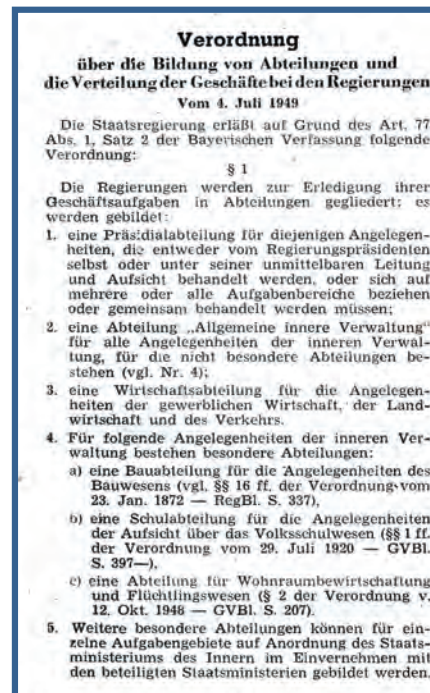 Verordnung
über die Bildung von Abteilungen und
die Verteilung der Geschäfte bei den Regierungen
Vom 4. Juli 1949
Die Staatsregierung erläßt auf Grund des Art. 77
Abs. 1, Satz 2 der Bayerischen Verfassung folgende
Verordnung:
§ 1
Die Regierungen werden zur Erledigung ihrer
Geschäftsaufgaben in Abteilungen gegliedert; es
werden gebildet:
1. eine Präsidialabteilung für diejenigen Angelegen-
heiten, die entweder vom Regierungspräsidenten
selbst oder unter seiner unmittelbaren Leitung
und Aufsicht behandelt werden, oder sich auf
mehrere oder alle Aufgabenbereiche beziehen
oder gemeinsam behandelt werden müssen;
2. eine Abteilung „Allgemeine innere Verwaltung"
für alle Angelegenheiten der inneren Verwal-
tung, für die nicht besondere Abteilungen be-
stehen (vgl. Nr. 4);
3. eine Wirtschaftsabteilung für die Angelegen-
heiten der gewerblichen Wirtschaft, der Land-
wirtschaft und des Verkehrs.
4. Für folgende Angelegenheiten der inneren Ver-
waltung bestehen besondere Abteilungen:
a) eine Bauabteilung für die Angelegenheiten des
Bauwesens (vgl. §§ 16 ff. der Verordnung vom
23. Jan. 1872 — RegBl. S. 337),
b) eine Schulabteilung für die Angelegenheiten
der Aufsicht über das Volksschulwesen (§§ 1 ff.
der Verordnung vom 29. Juli 1920 — GVBl.
S. 397—),
c) eine Abteilung für Wohnraumbewirtschaftung
und Flüchtlingswesen (§ 2 der Verordnung v.
12. Okt. 1948 — GVBl. S. 207).
5. Weitere besondere Abteilungen können für ein-
zelne Aufgabengebiete auf Anordnung des Staats-
ministeriums des Innern im Einvernehmen mit
den beteiligten Staatsministerien gebildet werden.